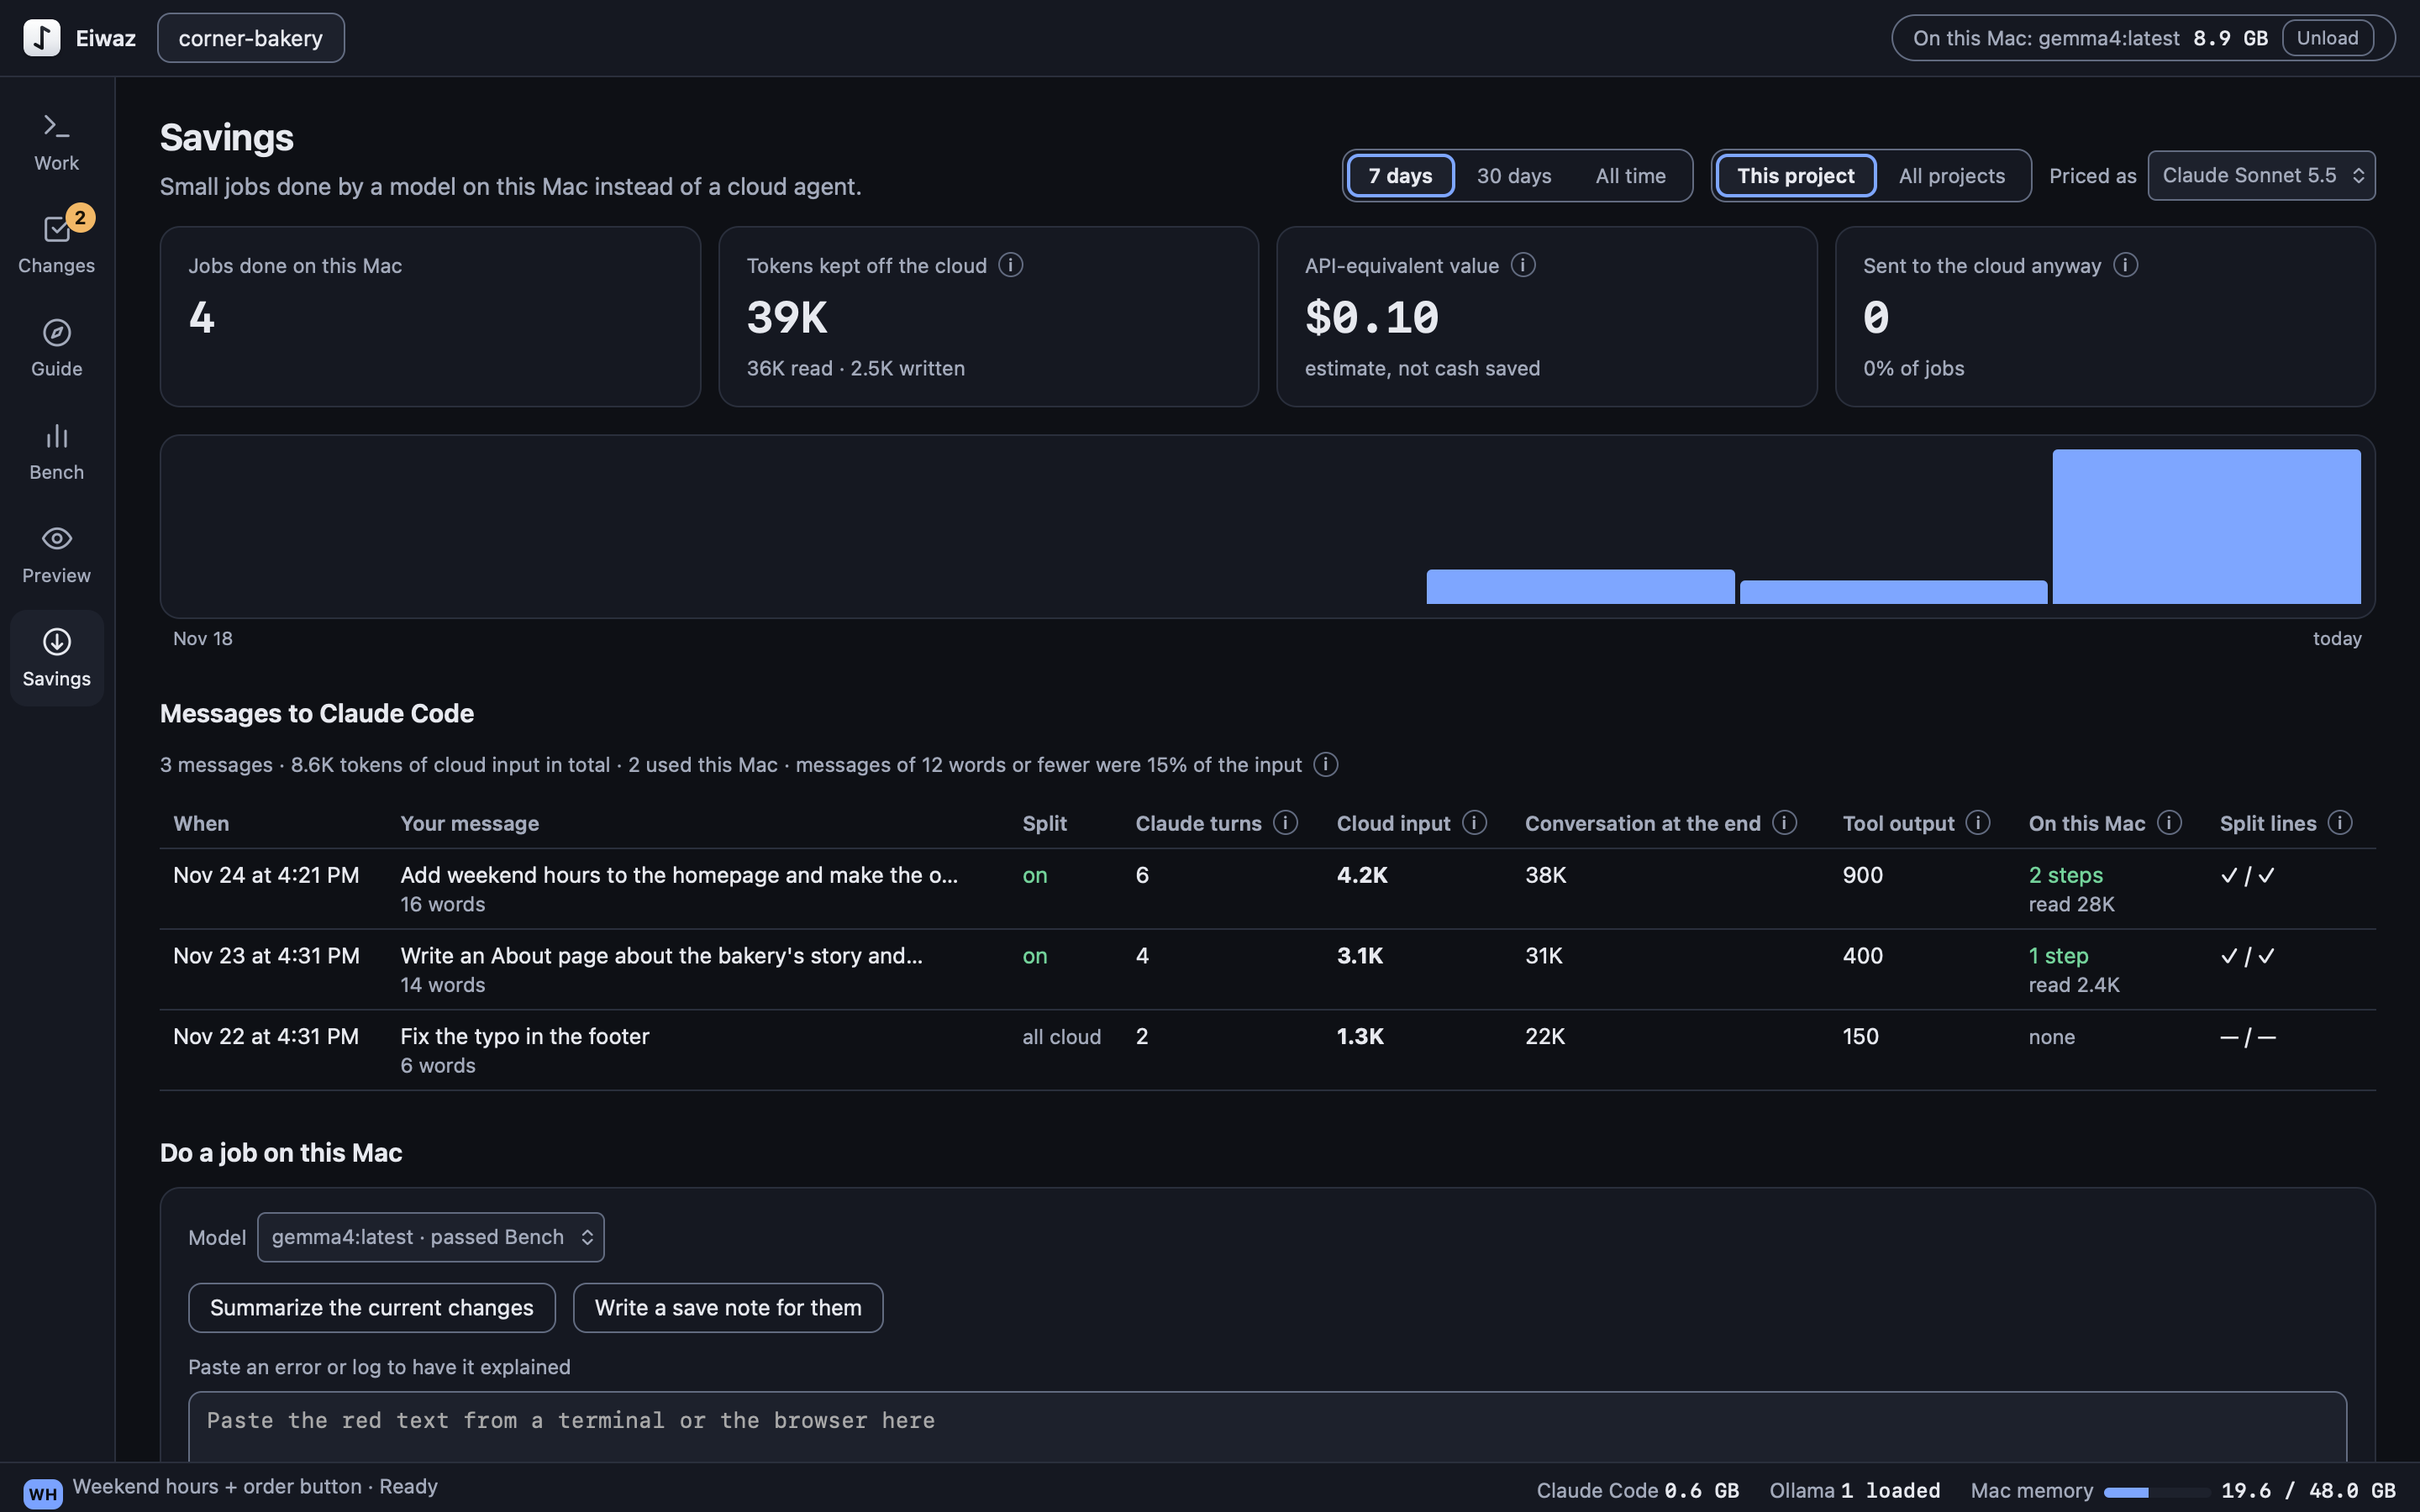 Eiwaz
corner-bakery
On this Mac: gemma4:latest 8.9 GB Unload
Work
2
Changes
Guide
Bench
Preview
Savings
Savings
Small jobs done by a model on this Mac instead of a cloud agent.
7 days 30 days All time
This project All projects
Priced as Claude Sonnet 5.5
Jobs done on this Mac
4
Tokens kept off the cloud
39K
36K read · 2.5K written
API-equivalent value
$0.10
estimate, not cash saved
Sent to the cloud anyway
0
0% of jobs
Nov 18 today
Messages to Claude Code
3 messages · 8.6K tokens of cloud input in total · 2 used this Mac · messages of 12 words or fewer were 15% of the input
When Your message Split Claude turns Cloud input Conversation at the end Tool output On this Mac Split lines
Nov 24 at 4:21 PM Add weekend hours to the homepage and make the o... on 6 4.2K 38K 900 2 steps ✓ / ✓
16 words read 28K
Nov 23 at 4:31 PM Write an About page about the bakery's story and... on 4 3.1K 31K 400 1 step ✓ / ✓
14 words read 2.4K
Nov 22 at 4:31 PM Fix the typo in the footer all cloud 2 1.3K 22K 150 none — / —
6 words
Do a job on this Mac
Model gemma4:latest · passed Bench
Summarize the current changes Write a save note for them
Paste an error or log to have it explained
Paste the red text from a terminal or the browser here
WH Weekend hours + order button · Ready
Claude Code 0.6 GB Ollama 1 loaded Mac memory 19.6 / 48.0 GB